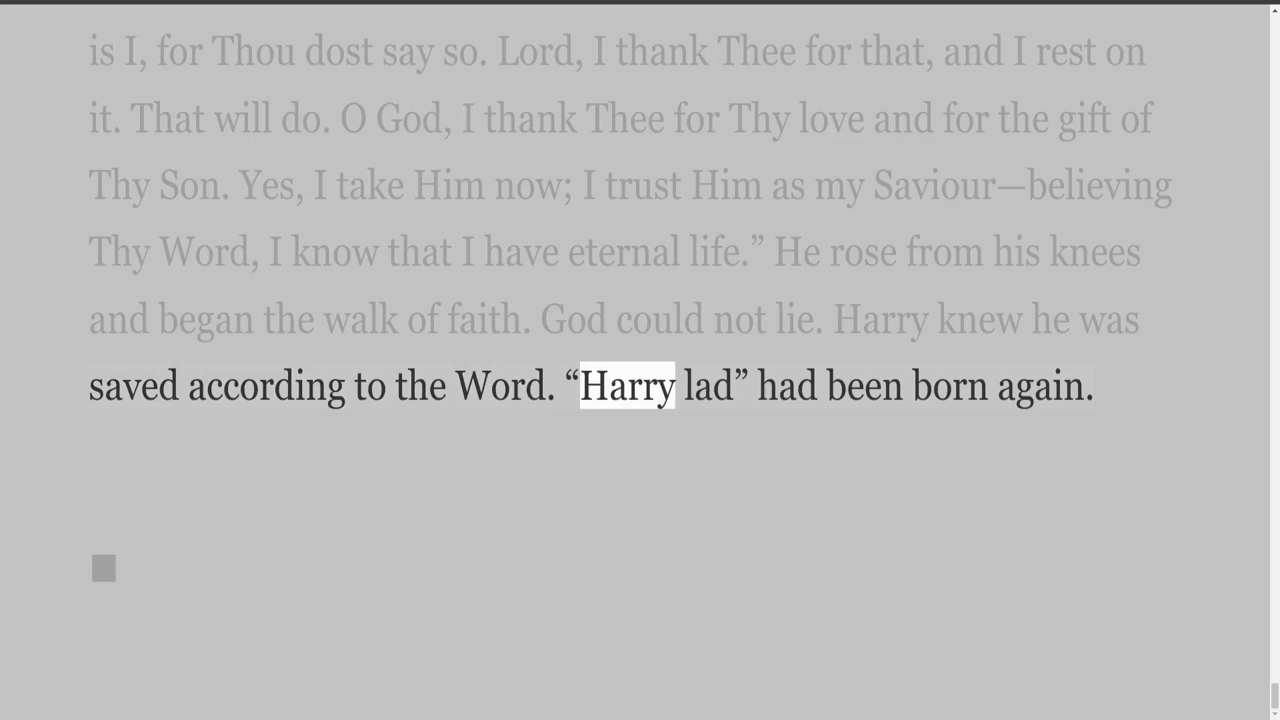 is I, for Thou dost say so. Lord, I thank Thee for that, and I rest on
it. That will do. O God, I thank Thee for Thy love and for the gift of
Thy Son. Yes, I take Him now; I trust Him as my Saviour—believing
Thy Word, I know that I have eternal life.” He rose from his knees
and began the walk of faith. God could not lie. Harry knew he was
saved according to the Word. “Harry lad” had been born again.